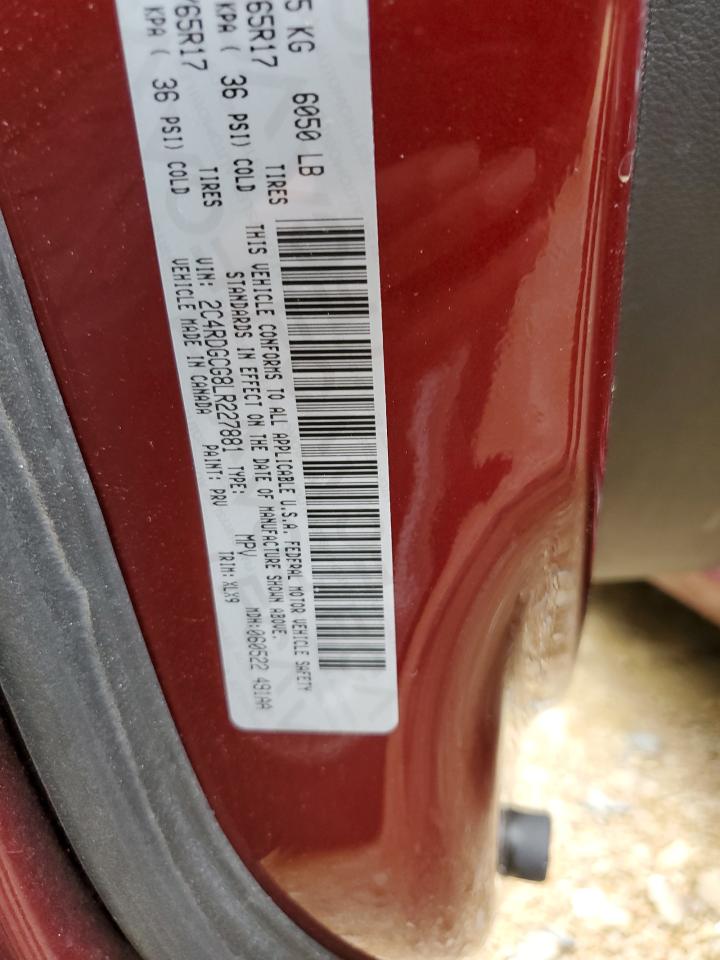 5 KG 6050 LB
65R17 TIRES
KPA ( 36 PSI) COLD
65R17 TIRES
KPA ( 36 PSI) COLD
THIS VEHICLE CONFORMS TO ALL APPLICABLE U.S.A. FEDERAL MOTOR VEHICLE SAFETY
STANDARDS IN EFFECT ON THE DATE OF MANUFACTURE SHOWN ABOVE.
VIN: 2C4RDGCG8LR227881 TYPE: MPV MDH:060522 491AA
VEHICLE MADE IN CANADA PAINT: PRV TRIM:XLX9